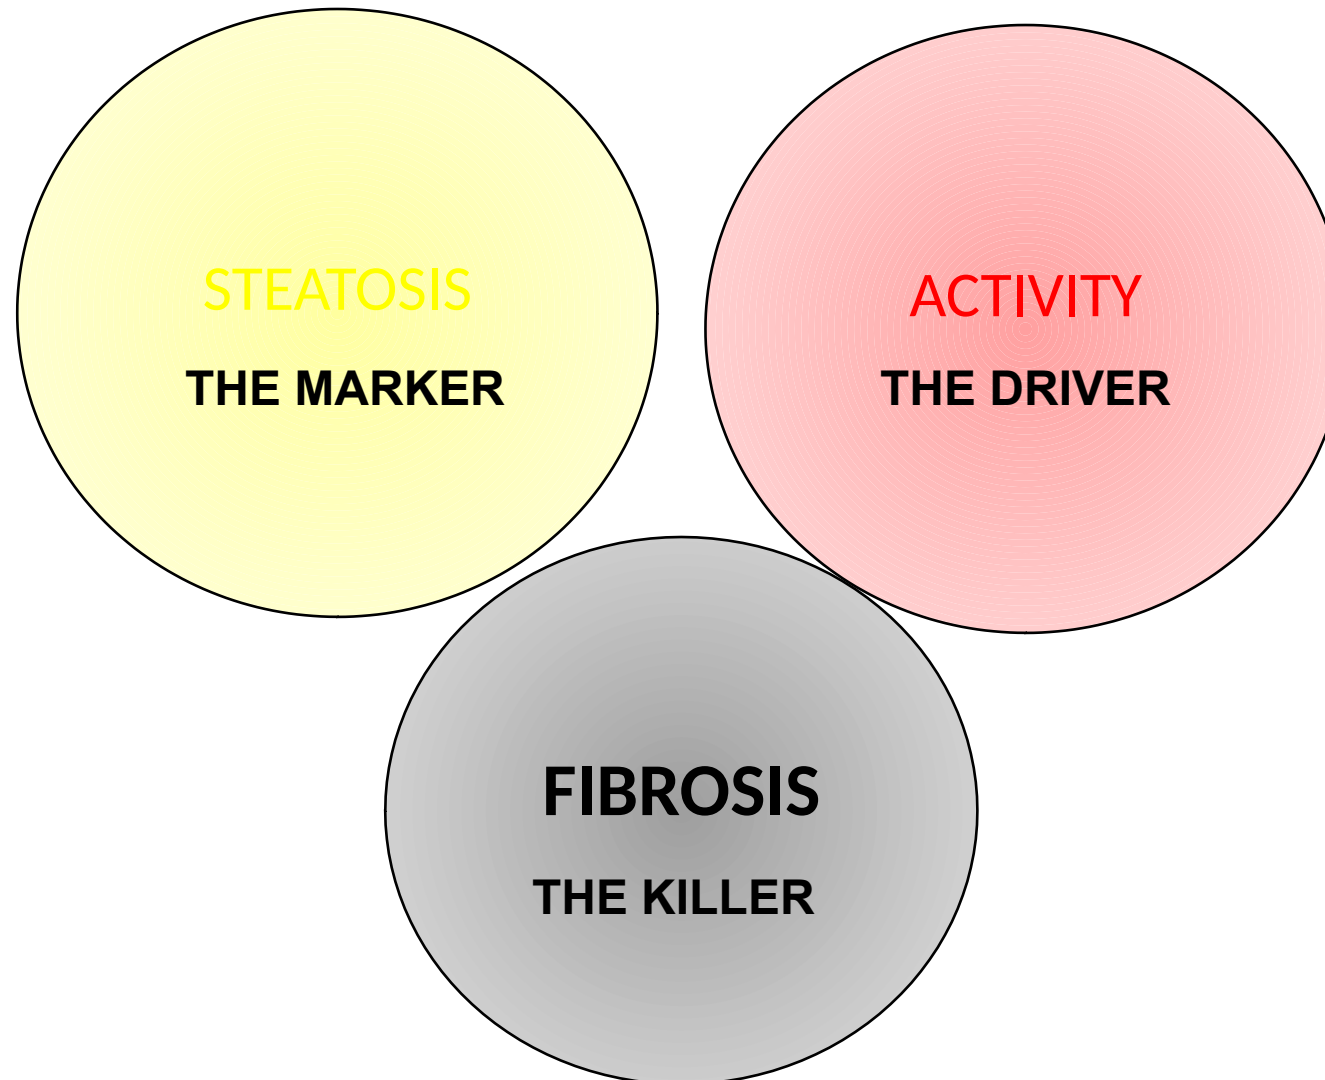 STEATOSIS
THE MARKER
ACTIVITY
THE DRIVER
FIBROSIS
THE KILLER